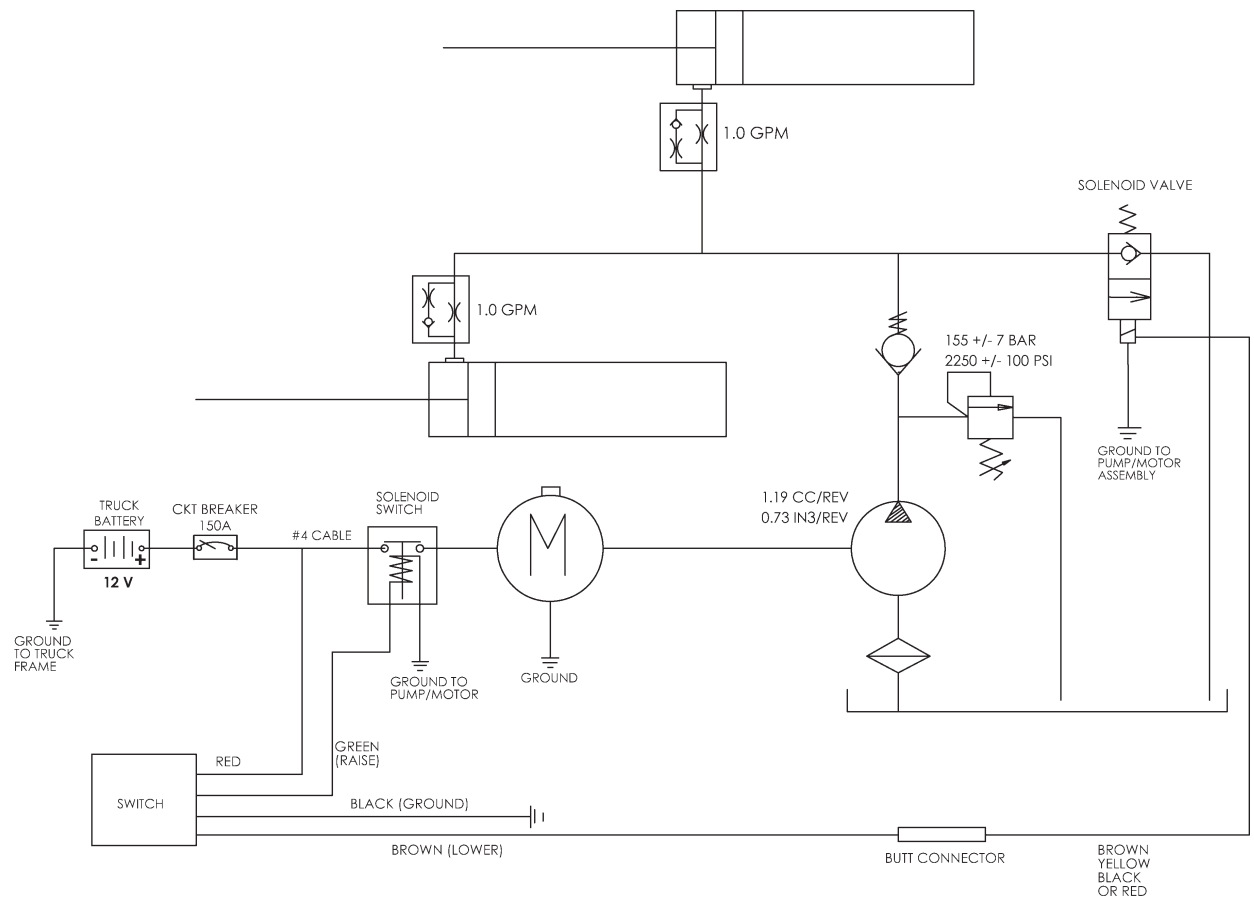 1.0 GPM
SOLENOID VALVE
1.0 GPM
155 +/- 7 BAR
2250 +/- 100 PSI
GROUND TO
PUMP/MOTOR
ASSEMBLY
1.19 CC/REV
0.73 IN3/REV
TRUCK
BATTERY
CKT BREAKER
150A
#4 CABLE
SOLENOID
SWITCH
M
- +
12 V
GROUND
TO TRUCK
FRAME
GROUND TO
PUMP/MOTOR
GROUND
GREEN
(RAISE)
RED
SWITCH
BLACK (GROUND)
BROWN (LOWER)
BUTT CONNECTOR
BROWN
YELLOW
BLACK
OR RED